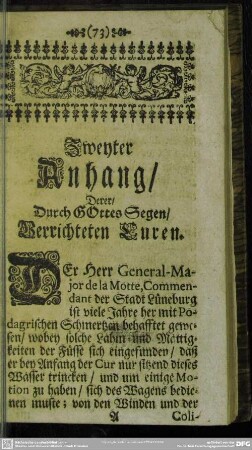 (73)
Zweyter
Anhang/
Derer/
Durch GOttes Segen/
Verrichteten Curen.
DEr Herr General-Ma-
jor de la Motte, Commen-
dant der Stadt Lüneburg
ist viele Jahre her mit Po-
dagrischen Schmertzen behafftet gewe-
sen/ wobey solche Lähm- und Mattig-
keiten der Füsse sich eingefunden/ daß
er bey Anfang der Cur nur sitzend dieses
Wasser trincken/ und um einige Mo-
tion zu haben/ sich des Wagens bedie-
nen muste; von den Winden und der
A Coli-
DFG